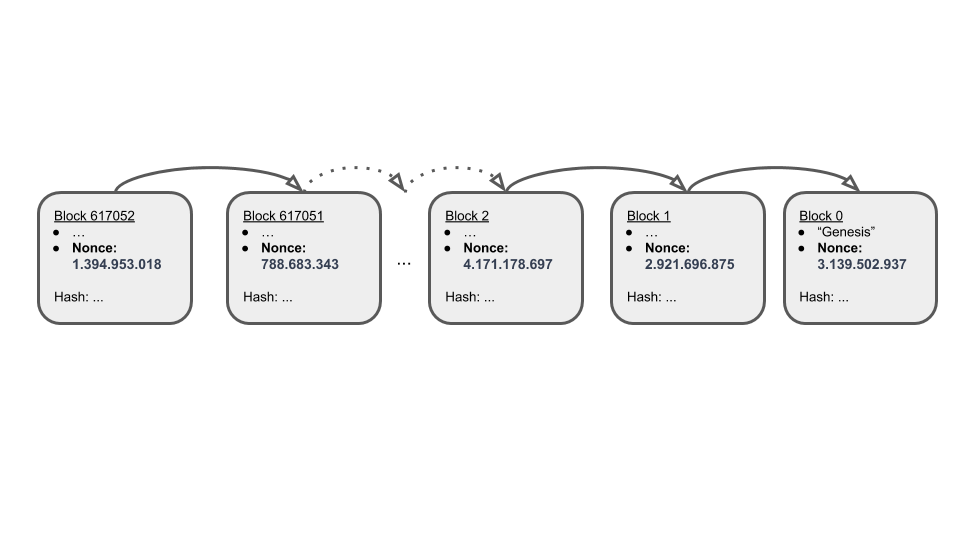 Block 617052
● …
● Nonce:
1.394.953.018
Hash: ...
Block 617051
● …
● Nonce:
788.683.343
Hash: ...
...
Block 2
● …
● Nonce:
4.171.178.697
Hash: ...
Block 1
● …
● Nonce:
2.921.696.875
Hash: ...
Block 0
● “Genesis”
● Nonce:
3.139.502.937
Hash: ...